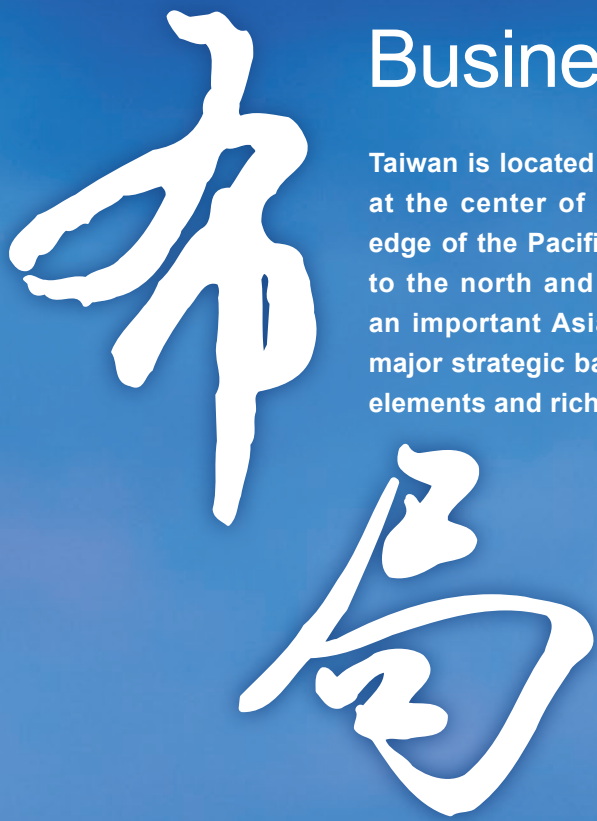 布局
Busine
Taiwan is located
at the center of
edge of the Pacifi
to the north and
an important Asia
major strategic ba
elements and rich